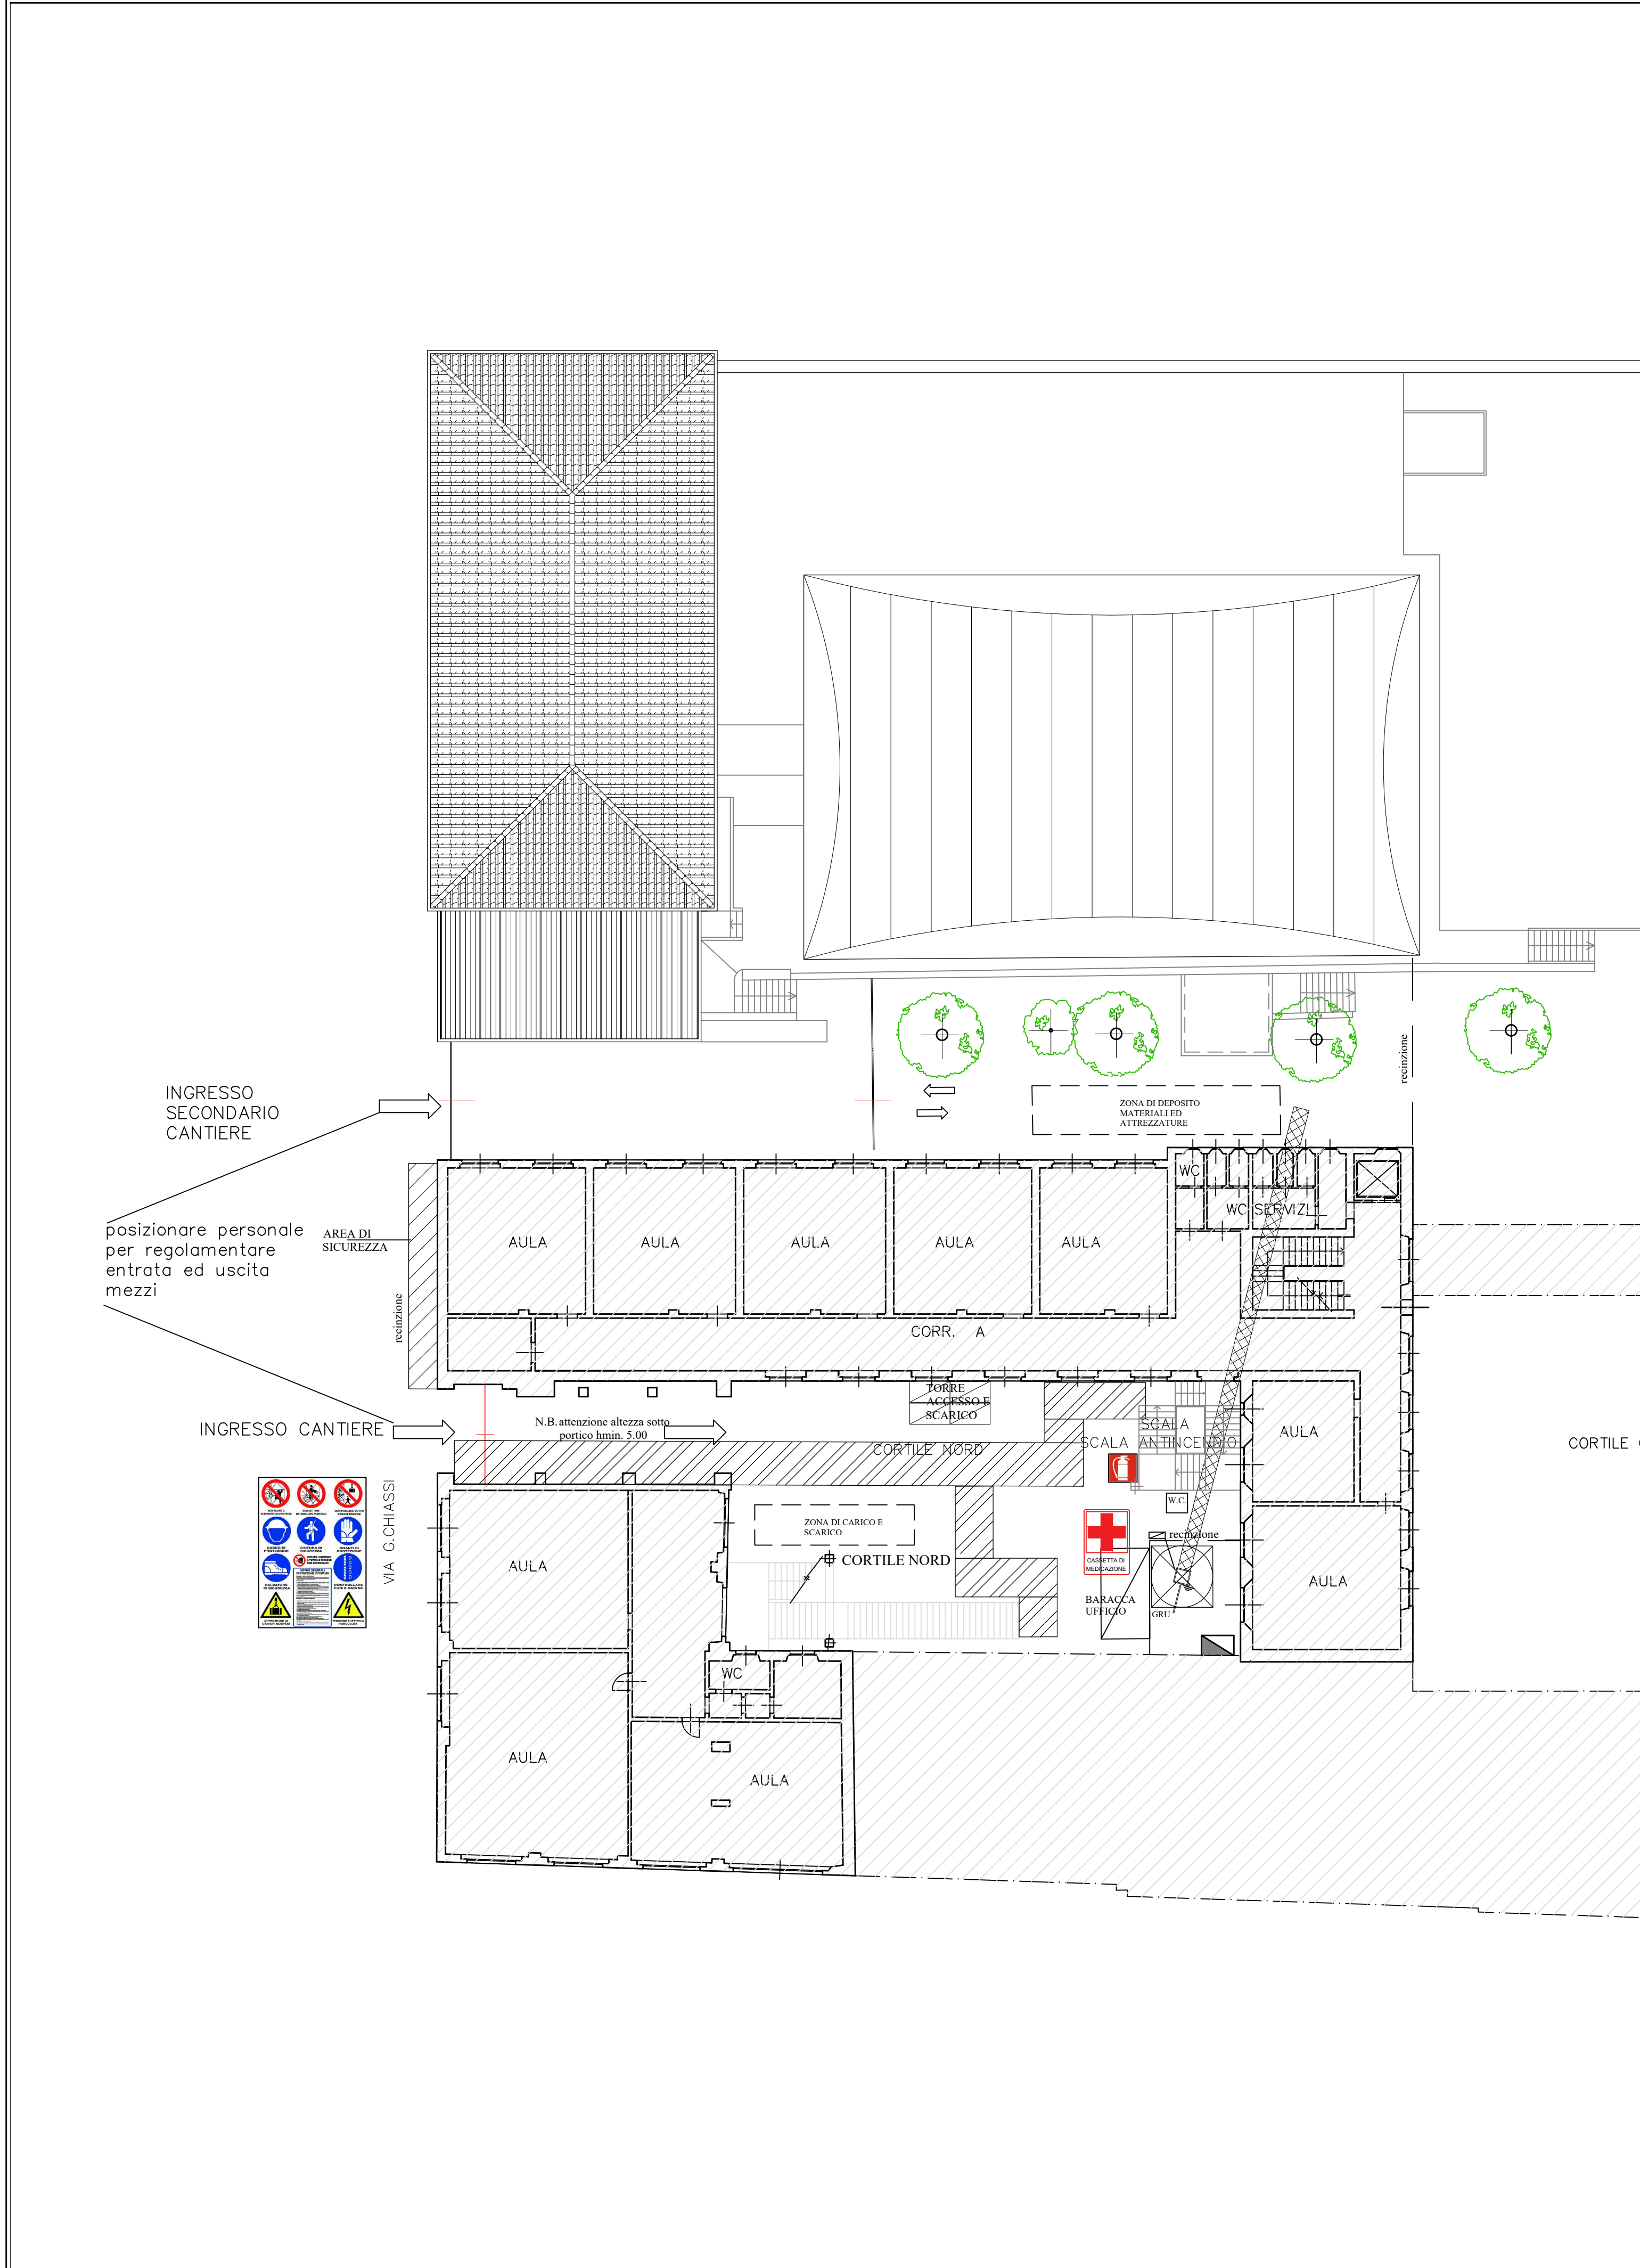 INGRESSO
SECONDARIO
CANTIERE
recinzione
ZONA DI DEPOSITO
MATERIALI ED
ATTREZZATURE
WC
WC SERVIZI
posizionare personale
per regolamentare
entrata ed uscita
mezzi
AREA DI
SICUREZZA
recinzione
AULA
AULA
AULA
AULA
AULA
CORR. A
INGRESSO CANTIERE
N.B. attenzione altezza sotto
portico hmin. 5.00
TORRE
ACCESSO E
SCARICO
CORTILE NORD
SCALA
SCALA ANTINCENDIO
AULA
CORTILE
VIA G.CHIASSI
ZONA DI CARICO E
SCARICO
CORTILE NORD
W.C.
recinzione
CASSETTA DI
MEDICAZIONE
BARACCA
UFFICIO
GRU
AULA
AULA
WC
AULA
AULA